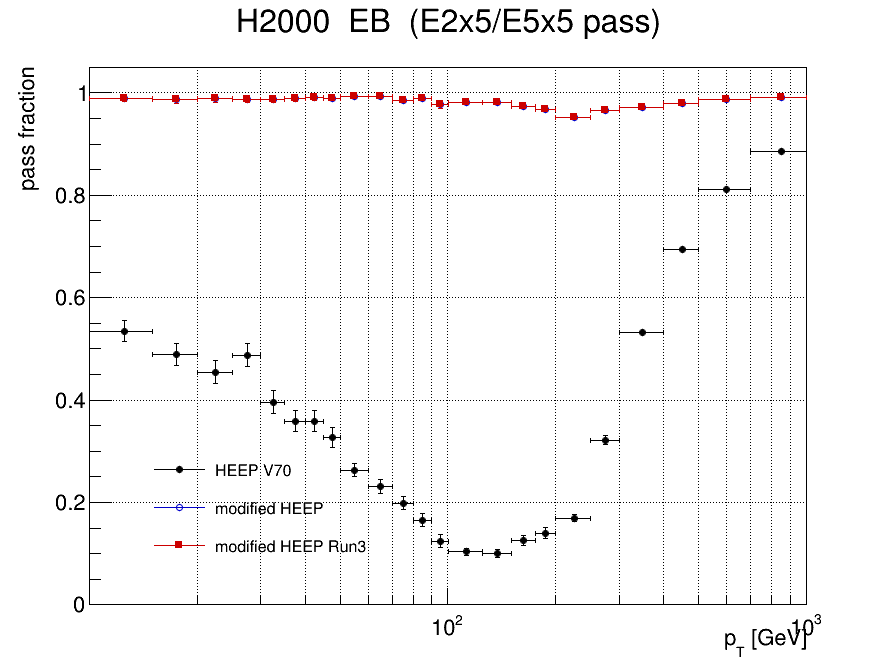 H2000 EB (E2x5/E5x5 pass)
pass fraction
1
0.8
0.6
0.4
0.2
0
HEEP V70
modified HEEP
modified HEEP Run3
10²
10³
p_T [GeV]